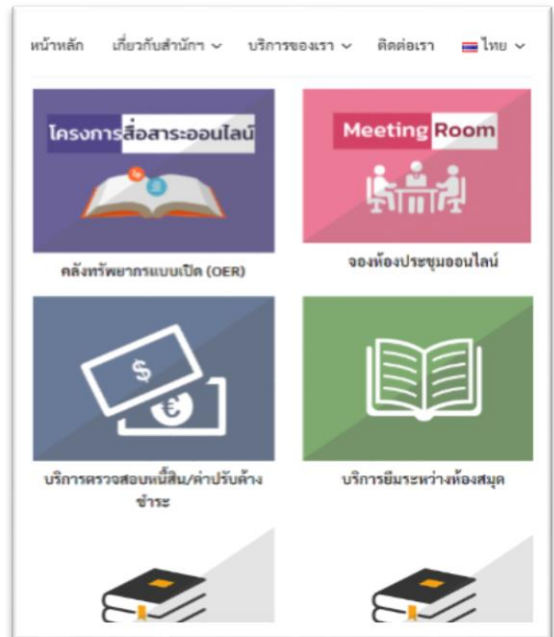 หน้าหลัก เกี่ยวกับสำนักฯ บริการของเรา ติดต่อเรา ไทย
โครงการสื่อสาระออนไลน์
Meeting Room
คลังทรัพยากรแบบเปิด (OER)
จองห้องประชุมออนไลน์
$
€
บริการตรวจสอบหนี้สิน/ค่าปรับค้าง
ชำระ
บริการยืมระหว่างห้องสมุด